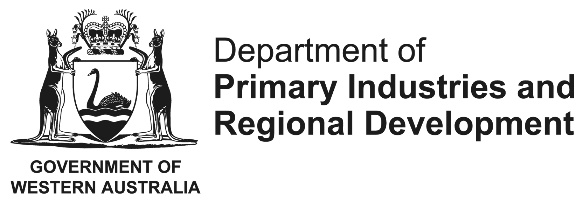 Department of
Primary Industries and
Regional Development
GOVERNMENT OF
WESTERN AUSTRALIA